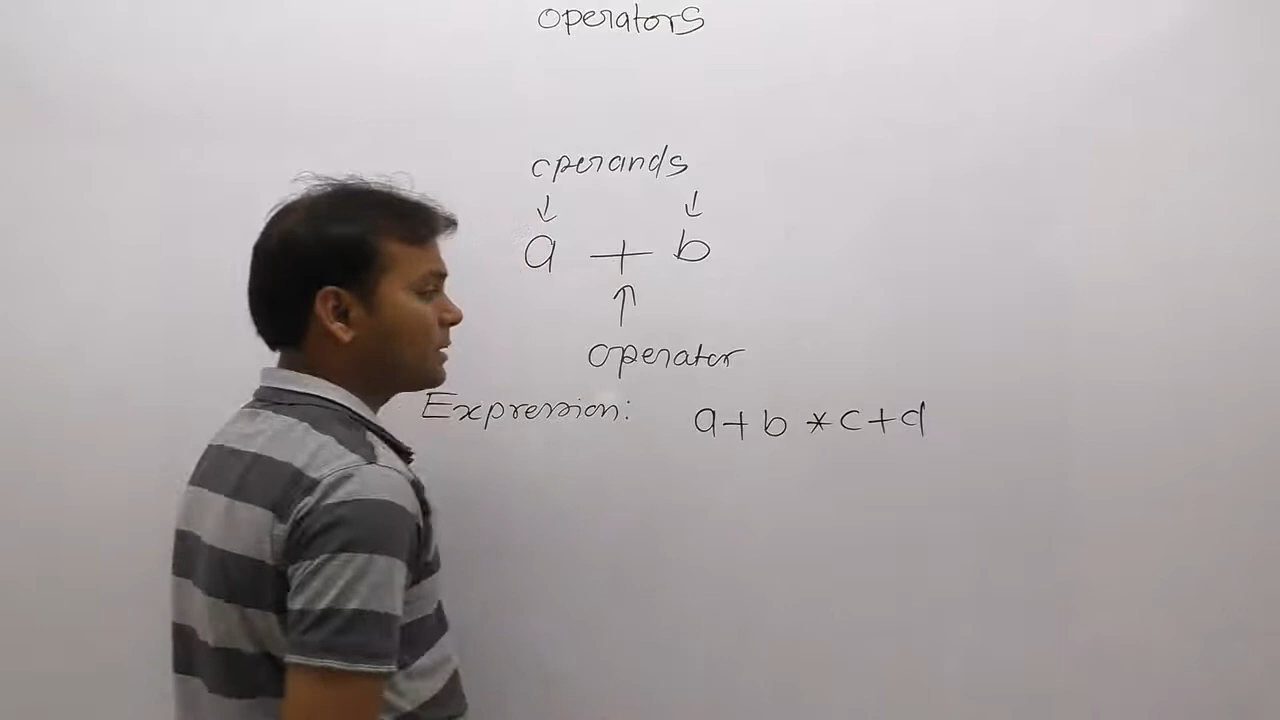 operators
operands
↓ ↓
a + b
↑
operator
Expression: a+b *c+d